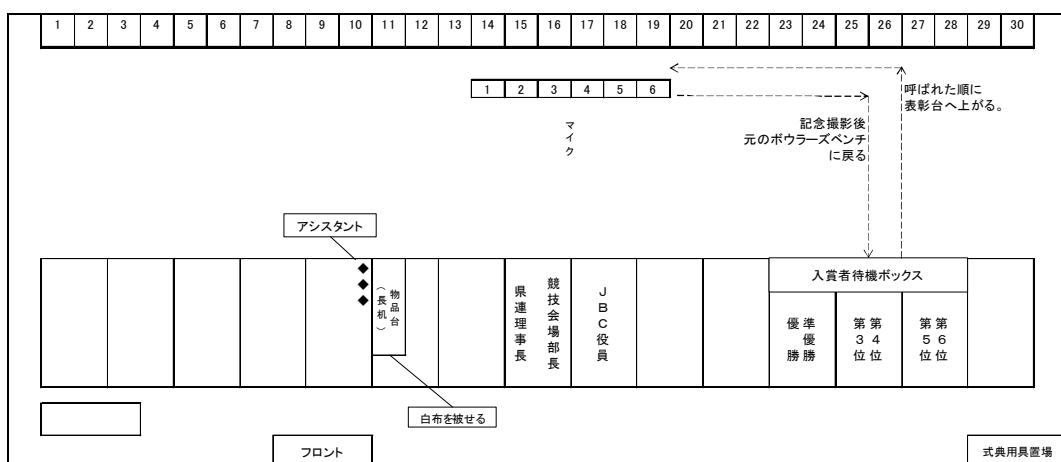 1 2 3 4 5 6 7 8 9 10 11 12 13 14 15 16 17 18 19 20 21 22 23 24 25 26 27 28 29 30
1 2 3 4 5 6
呼ばれた順に
表彰台へ上がる。
マイク
記念撮影後
元のボウラーズベンチ
に戻る
アシスタント
◆
◆
◆
物品台
(長机)
県連理事長
競技会場部長
JBC役員
入賞者待機ボックス
優勝
準優勝
第3位
第4位
第5位
第6位
白布を被せる
フロント
式典用具置場